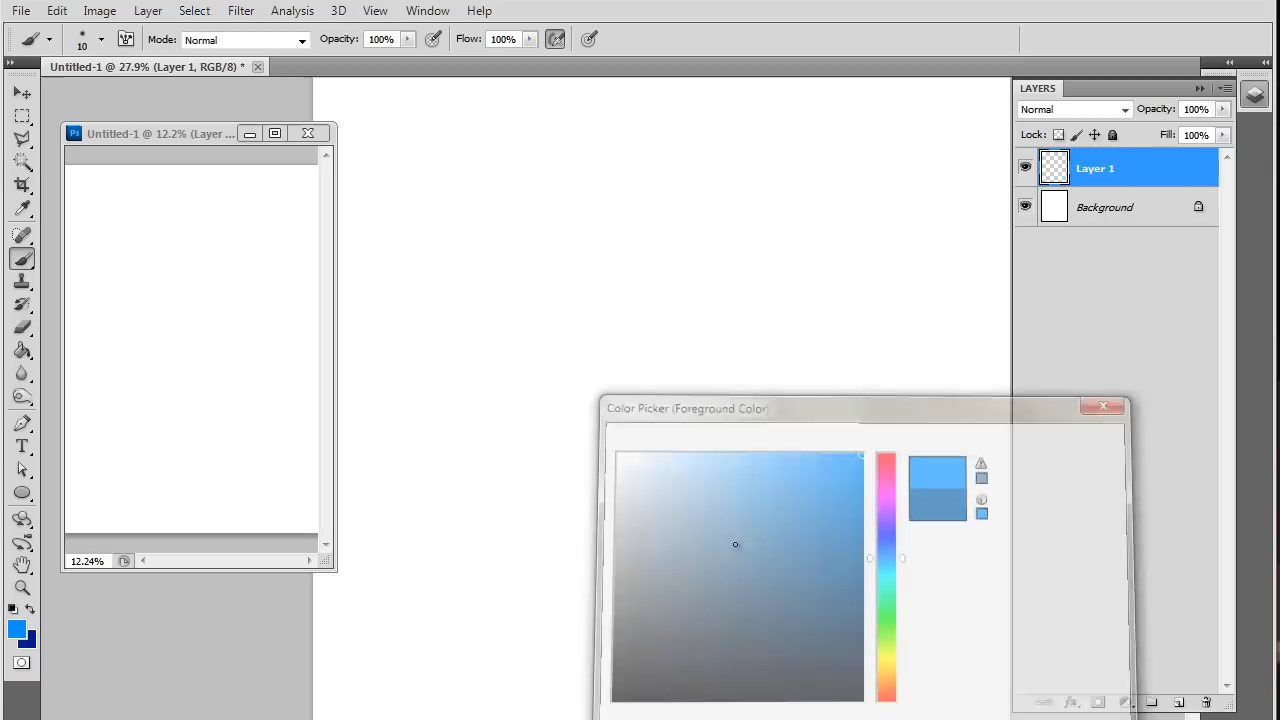 File Edit Image Layer Select Filter Analysis 3D View Window Help
10 Mode: Normal Opacity: 100% Flow: 100%
Untitled-1 @ 27.9% (Layer 1, RGB/8) *
LAYERS
Normal Opacity: 100%
Lock: Fill: 100%
Layer 1
Background
Ps Untitled-1 @ 12.2% (Layer ...
12.24%
Color Picker (Foreground Color)
T